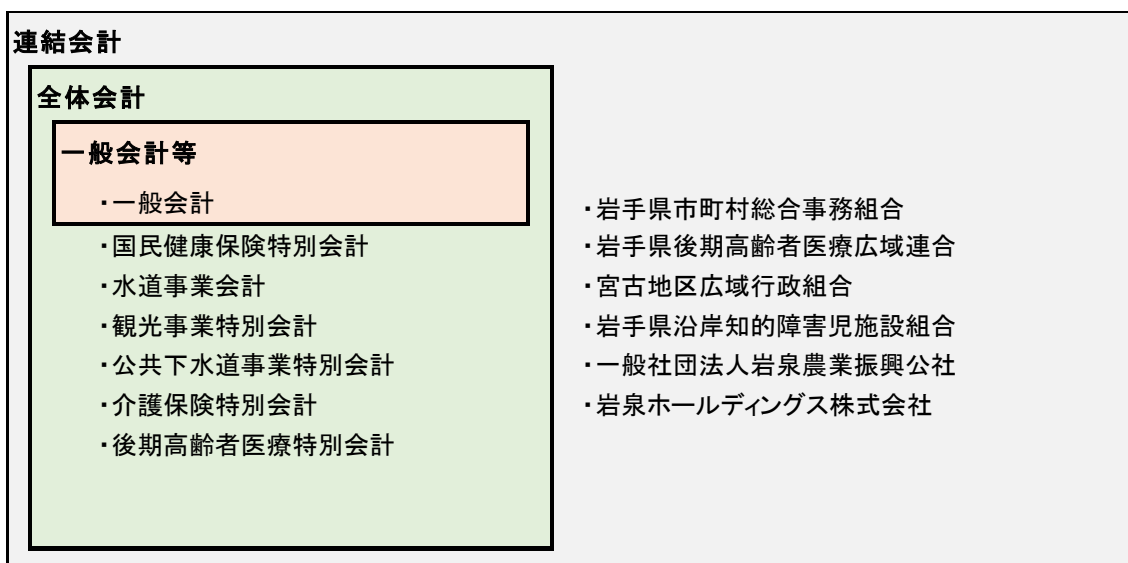 連結会計
全体会計
一般会計等
・一般会計
・国民健康保険特別会計
・水道事業会計
・観光事業特別会計
・公共下水道事業特別会計
・介護保険特別会計
・後期高齢者医療特別会計
・岩手県市町村総合事務組合
・岩手県後期高齢者医療広域連合
・宮古地区広域行政組合
・岩手県沿岸知的障害児施設組合
・一般社団法人岩泉農業振興公社
・岩泉ホールディングス株式会社